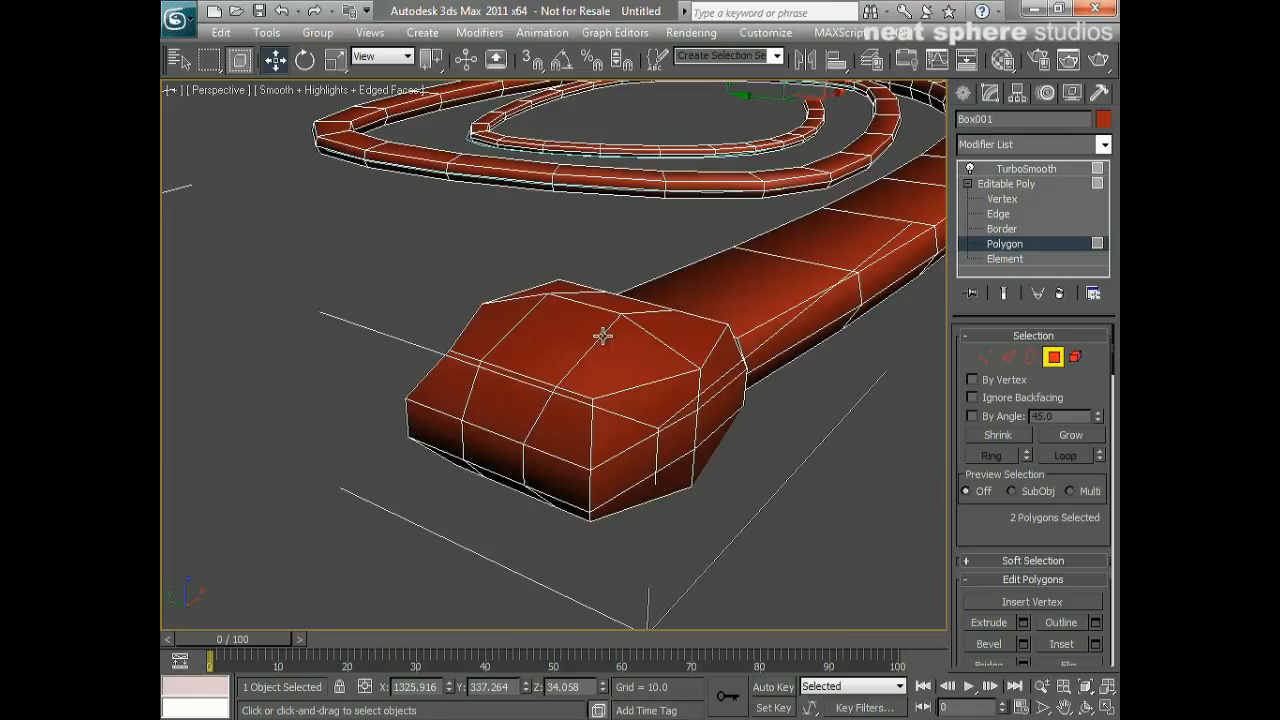 Autodesk 3ds Max 2011 x64 - Not for Resale Untitled
Type a keyword or phrase
Edit Tools Group Views Create Modifiers Animation Graph Editors Rendering Customize MAXScrip
neat sphere studios
View
Create Selection Se
[ + ] [ Perspective ] [ Smooth + Highlights + Edged Faces ]
Box001
Modifier List
TurboSmooth
Editable Poly
Vertex
Edge
Border
Polygon
Element
- Selection
By Vertex
Ignore Backfacing
By Angle: 45.0
Shrink Grow
Ring Loop
Preview Selection
Off SubObj Multi
2 Polygons Selected
+ Soft Selection
- Edit Polygons
Insert Vertex
Extrude Outline
Bevel Inset
Bridge Flip
< 0 / 100 >
0 10 20 30 40 50 60 70 80 90 100
1 Object Selected X: 1325.916 Y: 337.264 Z: 34.058 Grid = 10.0 Auto Key Selected
Click or click-and-drag to select objects Add Time Tag Set Key Key Filters... 0